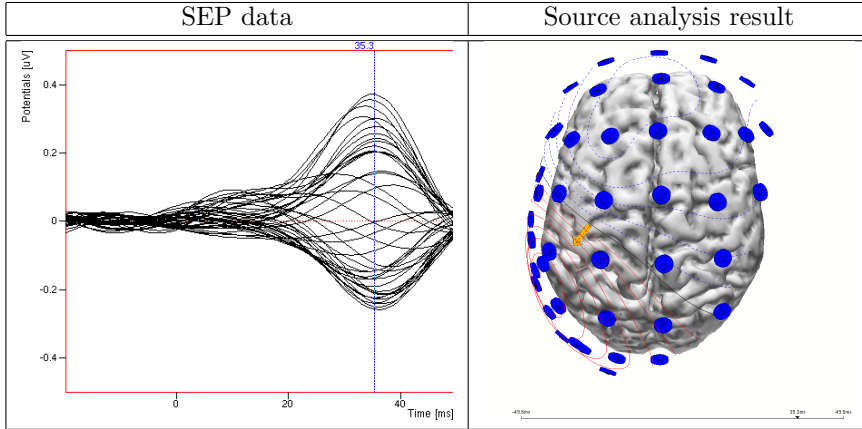 SEP data
Source analysis result
35.3
Potentials [uV]
0.4
0.2
0
-0.2
-0.4
0
20
40
Time [ms]
-49.6ms
35.3ms
49.5ms